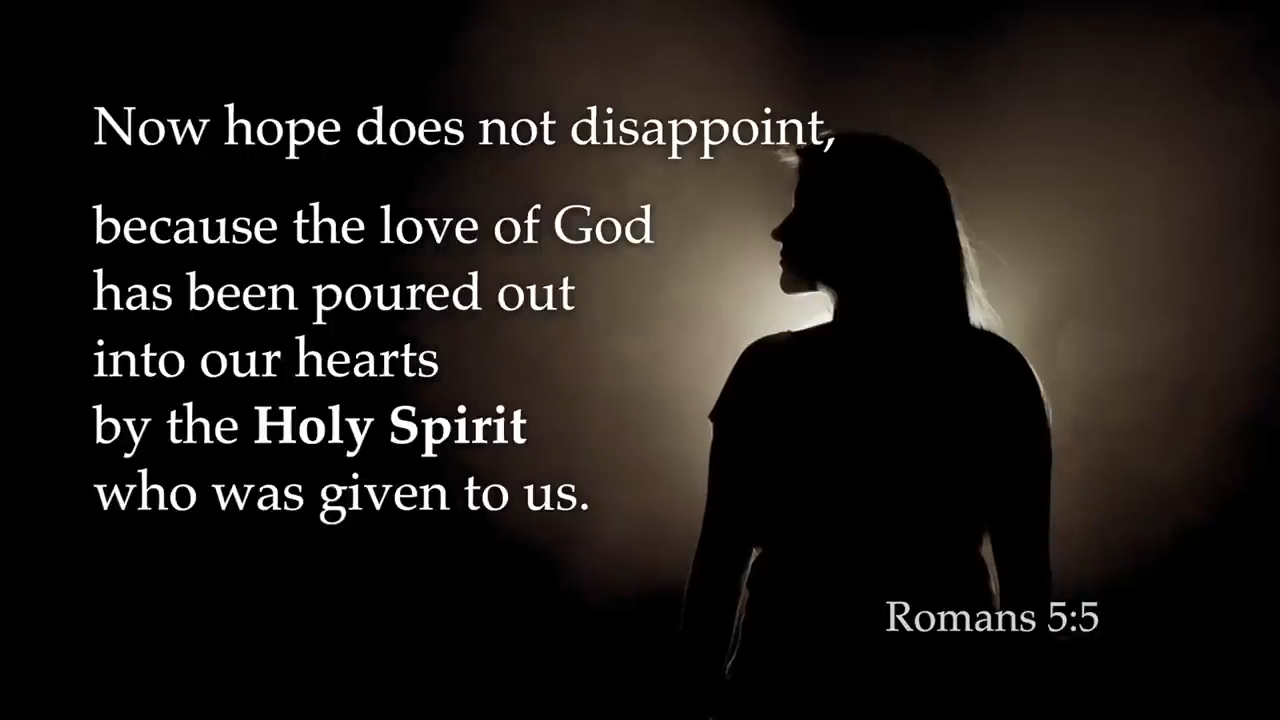 Now hope does not disappoint,
because the love of God
has been poured out
into our hearts
by the Holy Spirit
who was given to us.
Romans 5:5